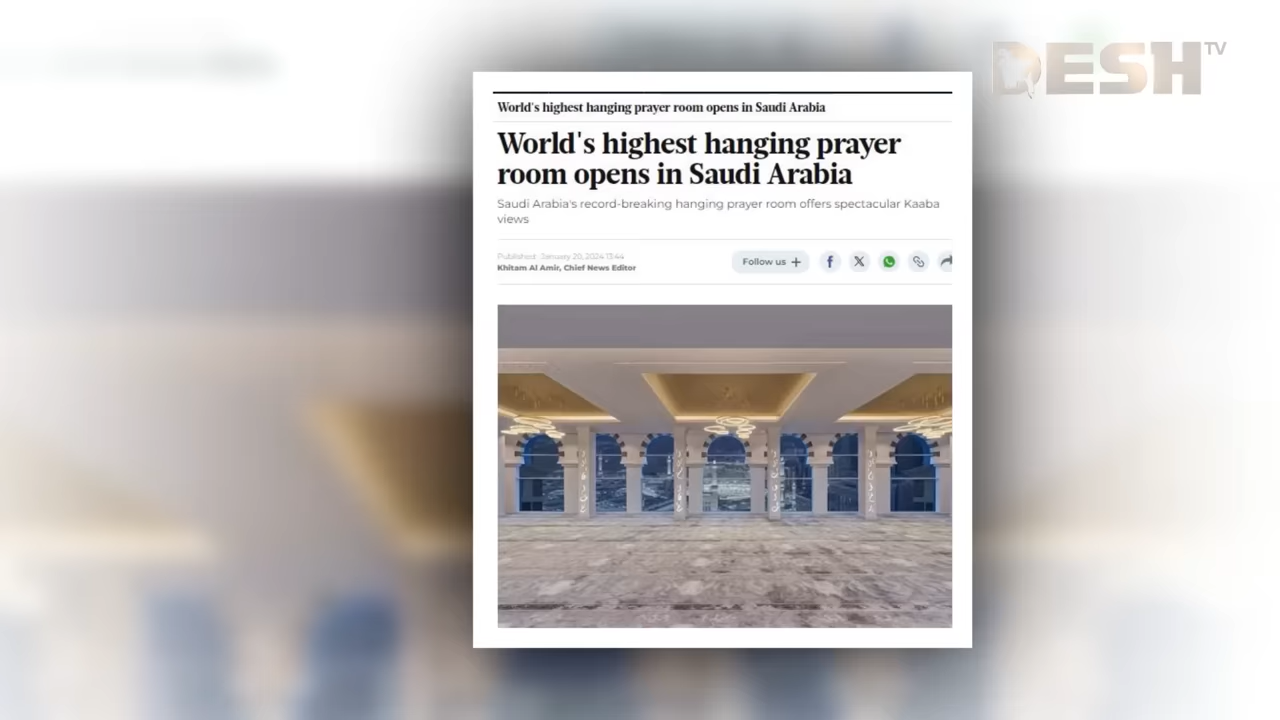 DESH TV
World's highest hanging prayer room opens in Saudi Arabia
World's highest hanging prayer
room opens in Saudi Arabia
Saudi Arabia's record-breaking hanging prayer room offers spectacular Kaaba
views
Published: January 20, 2024 13:44
Khitam Al Amir, Chief News Editor
Follow us +